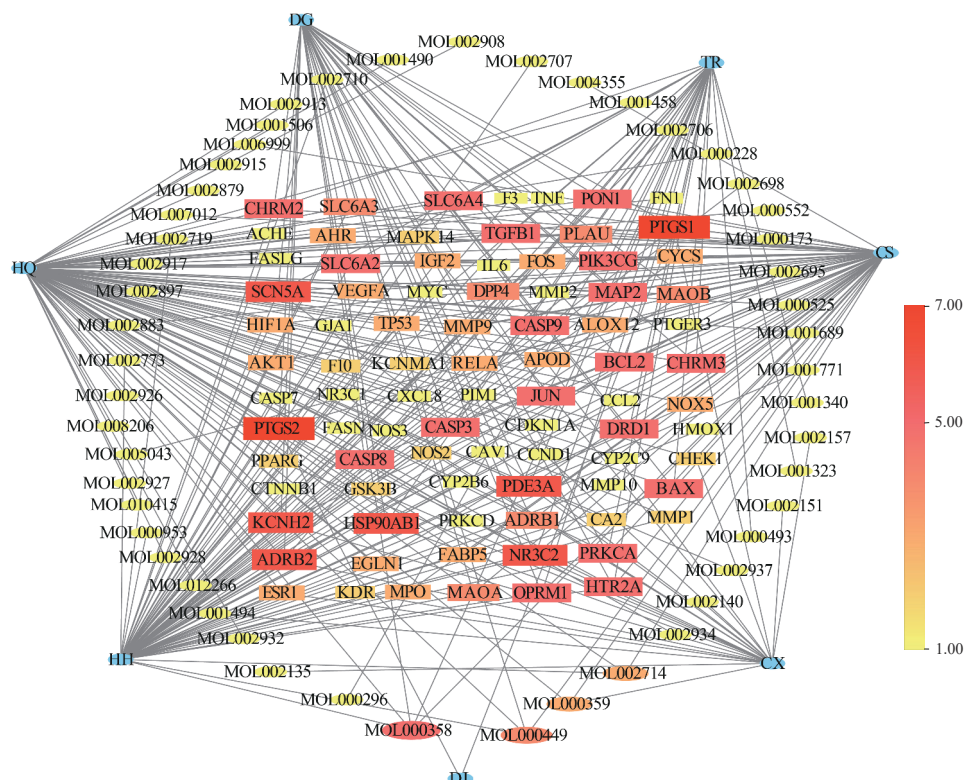 DG
MOL002908
MOL001490
MOL002707
TR
MOL002710
MOL004355
MOL002913
MOL001458
MOL001506
MOL002706
MOL006999
MOL000228
MOL002915
MOL002698
MOL002879
CHRM2
SLC6A3
SLC6A4
F3
TNF
PON1
FN1
MOL000552
MOL007012
ACHE
AHR
MAPK14
TGFB1
PLAU
PTGS1
MOL002719
MOL000173
HQ
MOL002917
FASLG
SLC6A2
IGF2
IL6
FOS
PIK3CG
CYCS
CS
MOL002695
MOL002897
SCN5A
VEGFA
MYC
DPP4
MMP2
MAP2
MAOB
MOL000525
MOL002883
HIF1A
GJA1
TP53
MMP9
CASP9
ALOX12
PTGER3
MOL001689
7.00
MOL002773
AKT1
F10
KCNMA1
RELA
APOD
BCL2
CHRM3
MOL001771
MOL002926
CASP7
NR3C1
CXCL8
PIM1
JUN
CCL2
NOX5
MOL001340
5.00
MOL008206
PTGS2
FASN
NOS3
CASP3
CDKN1A
DRD1
HMOX1
MOL002157
MOL005043
PPARG
CASP8
NOS2
CAV1
CCND1
CYP2C9
CHEK1
MOL001323
MOL002927
CTNNB1
GSK3B
CYP2B6
PDE3A
MMP10
BAX
MOL010415
MOL002151
MOL000953
KCNH2
HSP90AB1
PRKCD
ADRB1
CA2
MMP1
MOL000493
MOL002928
ADRB2
EGLN1
FABP5
NR3C2
PRKCA
MOL002937
MOL012266
ESR1
KDR
MPO
MAOA
OPRM1
HTR2A
MOL002140
MOL001494
MOL002932
MOL002934
1.00
HH
MOL002135
MOL002714
CX
MOL000296
MOL000359
MOL000358
MOL000449